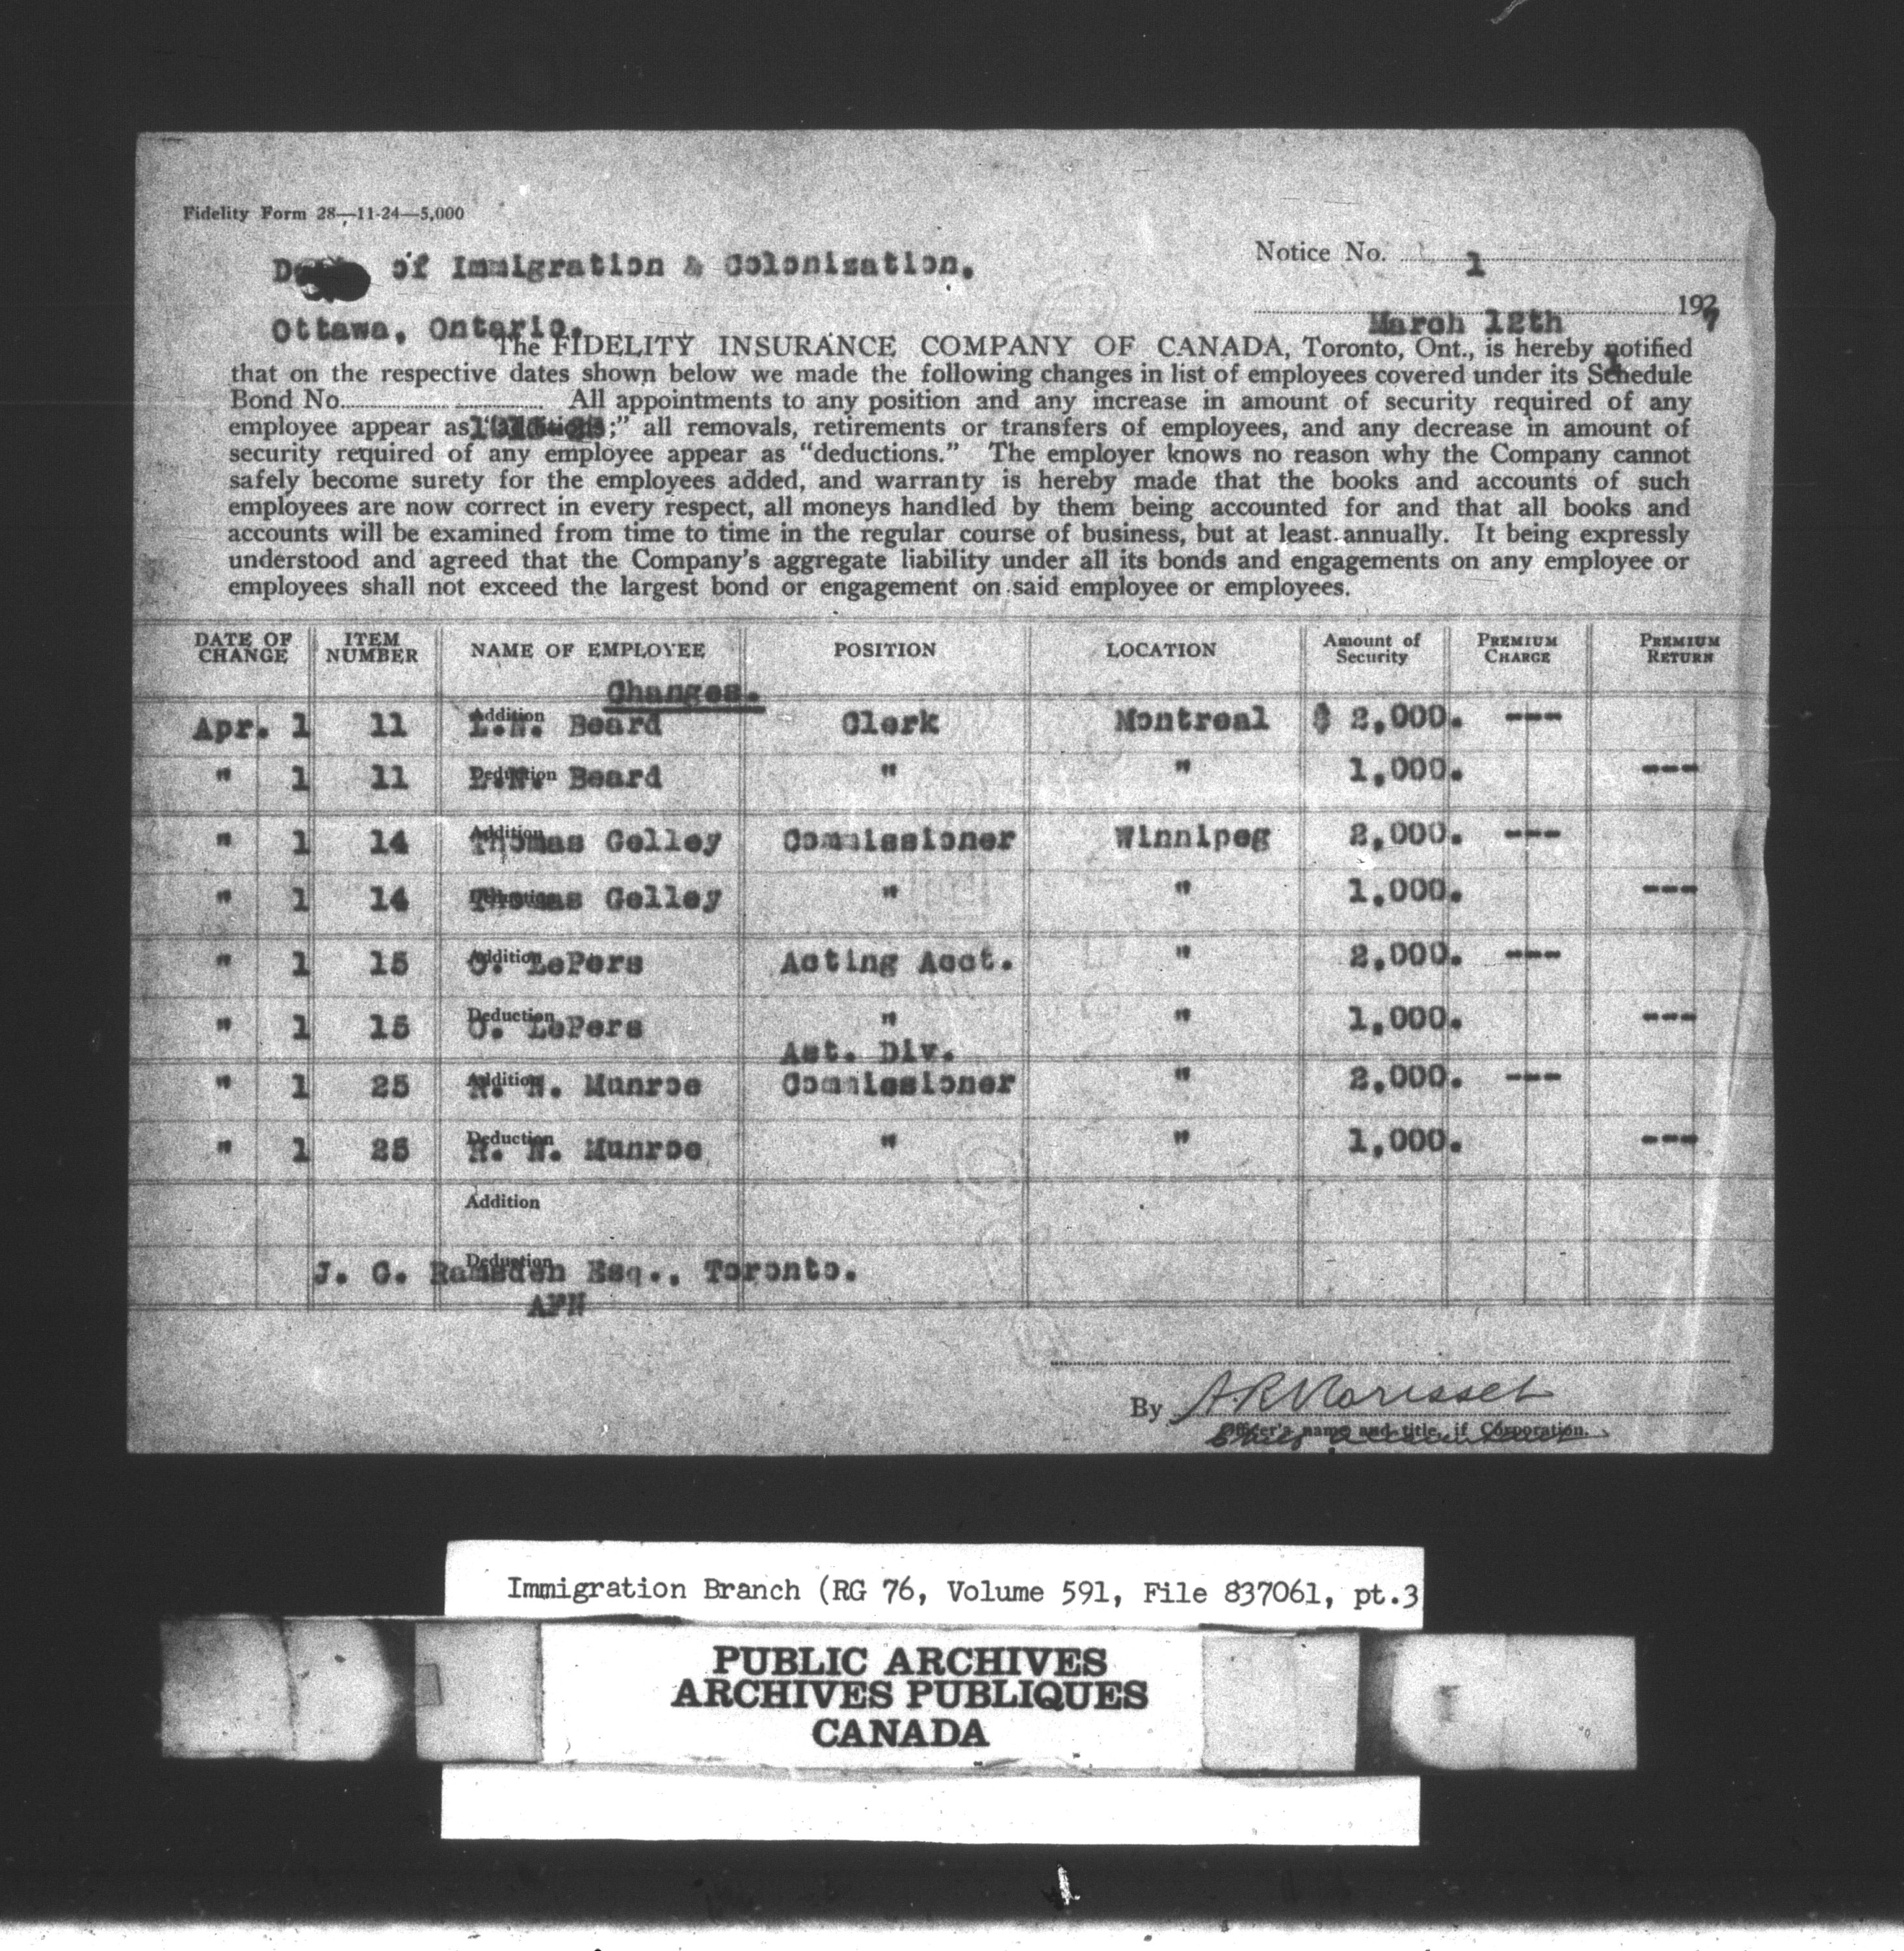 Fidelity Form 28—11-24—5,000
of Immigration & Colonization.
Notice No. 1
Ottawa, Ontario.
March 12th 192
The FIDELITY INSURANCE COMPANY OF CANADA, Toronto, Ont., is hereby notified
that on the respective dates shown below we made the following changes in list of employees covered under its Schedule
Bond No. All appointments to any position and any increase in amount of security required of any
employee appear as ;” all removals, retirements or transfers of employees, and any decrease in amount of
security required of any employee appear as “deductions.” The employer knows no reason why the Company cannot
safely become surety for the employees added, and warranty is hereby made that the books and accounts of such
employees are now correct in every respect, all moneys handled by them being accounted for and that all books and
accounts will be examined from time to time in the regular course of business, but at least annually. It being expressly
understood and agreed that the Company’s aggregate liability under all its bonds and engagements on any employee or
employees shall not exceed the largest bond or engagement on said employee or employees.
DATE OF CHANGE ITEM NUMBER NAME OF EMPLOYEE POSITION LOCATION Amount of Security PREMIUM CHARGE PREMIUM RETURN
Changes.
Apr. 1 11 Addition L.N. Beard Clerk Montreal $ 2,000. ---
" 1 11 Deduction L.N. Beard " " 1,000. ---
" 1 14 Addition Thomas Gelley Commissioner Winnipeg 2,000. ---
" 1 14 Deduction Thomas Gelley " " 1,000. ---
" 1 15 Addition LePers Acting Acct. " 2,000. ---
" 1 15 Deduction LePers " " 1,000. ---
Ast. Div.
" 1 25 Addition N. Munroe Commissioner " 2,000. ---
" 1 25 Deduction N. Munroe " " 1,000. ---
Addition
Deduction
J. G. Ramsden Esq., Toronto.
AFN
By A R Morisset
Officer's name and title, if Corporation.
Immigration Branch (RG 76, Volume 591, File 837061, pt.3
PUBLIC ARCHIVES
ARCHIVES PUBLIQUES
CANADA